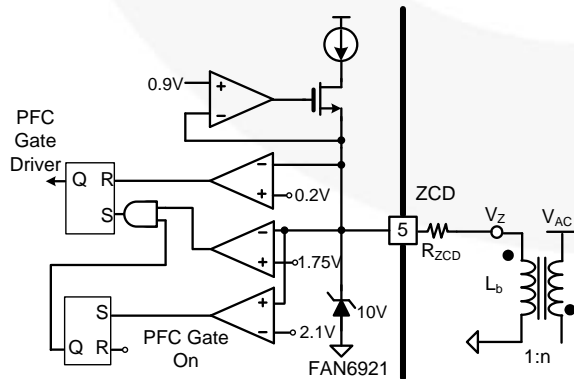 0.9V
+
-
PFC
Gate
Driver
Q R
S
-
+
0.2V
ZCD
5
R_ZCD
V_Z
V_AC
-
+
1.75V
L_b
S
Q R
PFC Gate
On
+
-
2.1V
10V
FAN6921
1:n